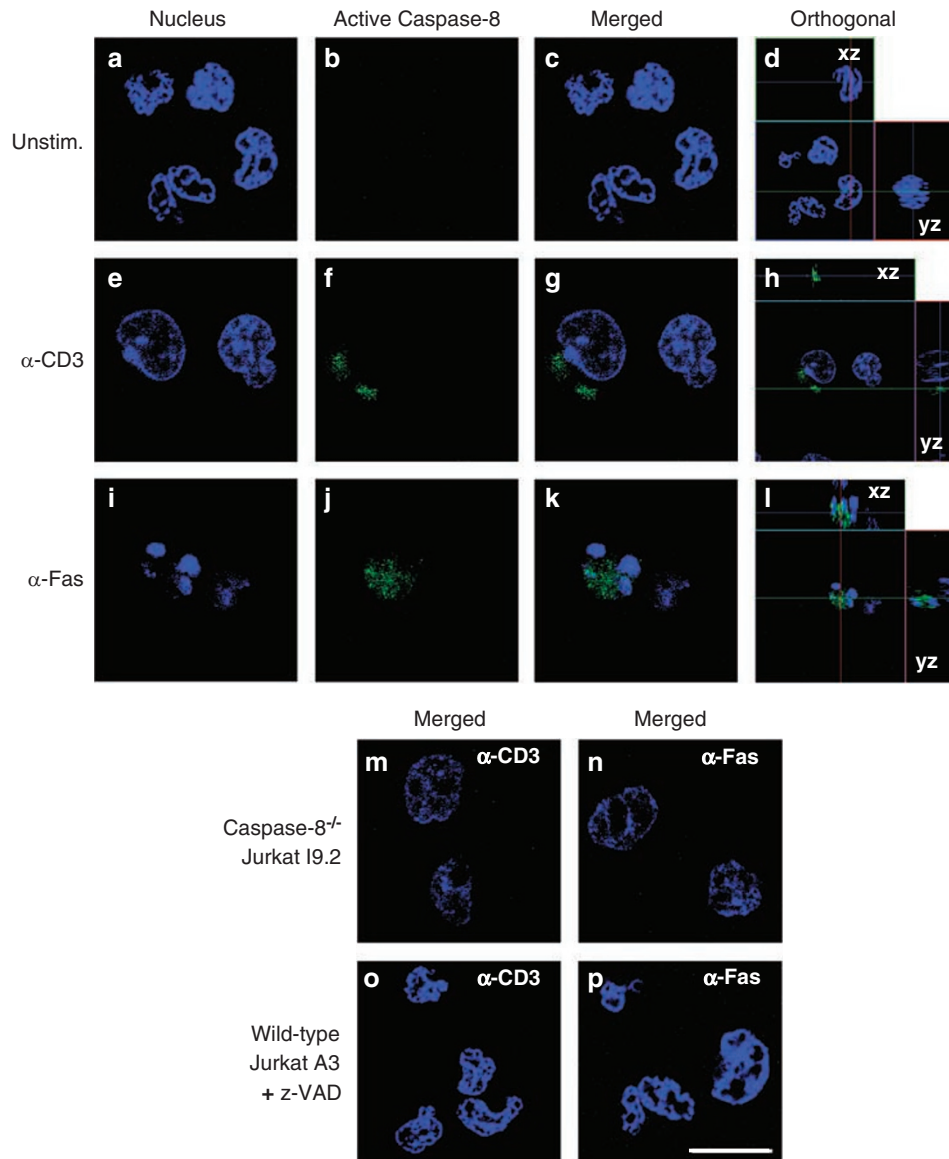 Nucleus Active Caspase-8 Merged Orthogonal
Unstim. a b c d xz
yz
α-CD3 e f g h xz
yz
α-Fas i j k l xz
yz
Merged Merged
m α-CD3 n α-Fas
Caspase-8-/-
Jurkat I9.2
o α-CD3 p α-Fas
Wild-type
Jurkat A3
+ z-VAD